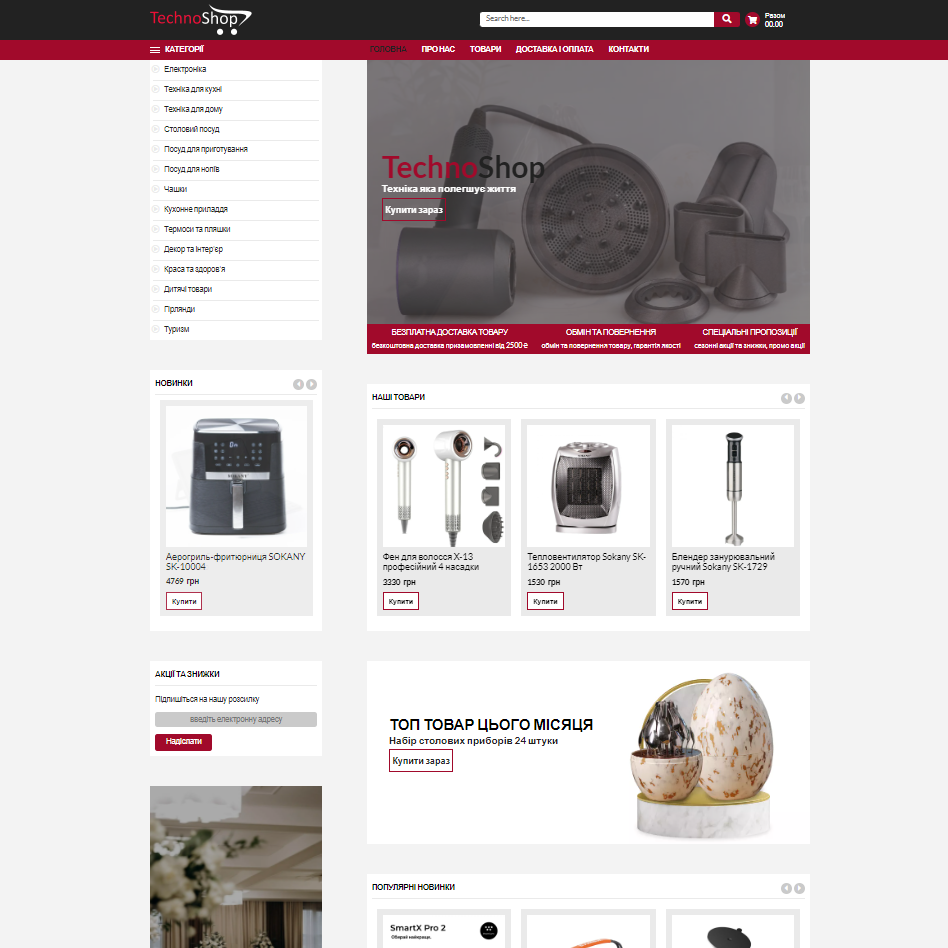 TechnoShop
Search here...
Разом
00.00
КАТЕГОРІЇ
ГОЛОВНА
ПРО НАС
ТОВАРИ
ДОСТАВКА І ОПЛАТА
КОНТАКТИ
Електроніка
Техніка для кухні
Техніка для дому
Столовий посуд
Посуд для приготування
Посуд для напів
Чашки
Кухонне приладдя
Термоси та пляшки
Декор та інтер'єр
Краса та здоров'я
Дитячі товари
Гірлянди
Туризм
TechnoShop
Техніка яка полегшує життя
Купити зараз
БЕЗПЛАТНА ДОСТАВКА ТОВАРУ
безкоштовна доставка при замовленні від 2500 ₴
ОБМІН ТА ПОВЕРНЕННЯ
обмін та повернення товару, гарантія якості
СПЕЦІАЛЬНІ ПРОПОЗИЦІЇ
сезонні акції та знижки, промо акції
НОВИНКИ
SOKANY
Аерогриль-фритюрниця SOKANY
SK-10004
4769 грн
Купити
НАШІ ТОВАРИ
Фен для волосся X-13
професійний 4 насадки
3330 грн
Купити
Тепловентилятор Sokany SK-
1653 2000 Вт
1530 грн
Купити
Блендер занурювальний
ручний Sokany SK-1729
1570 грн
Купити
АКЦІЇ ТА ЗНИЖКИ
Підпишіться на нашу розсилку
введіть електронну адресу
Надіслати
ТОП ТОВАР ЦЬОГО МІСЯЦЯ
Набір столових приборів 24 штуки
Купити зараз
ПОПУЛЯРНІ НОВИНКИ
SmartX Pro 2
Обирай найкраще.